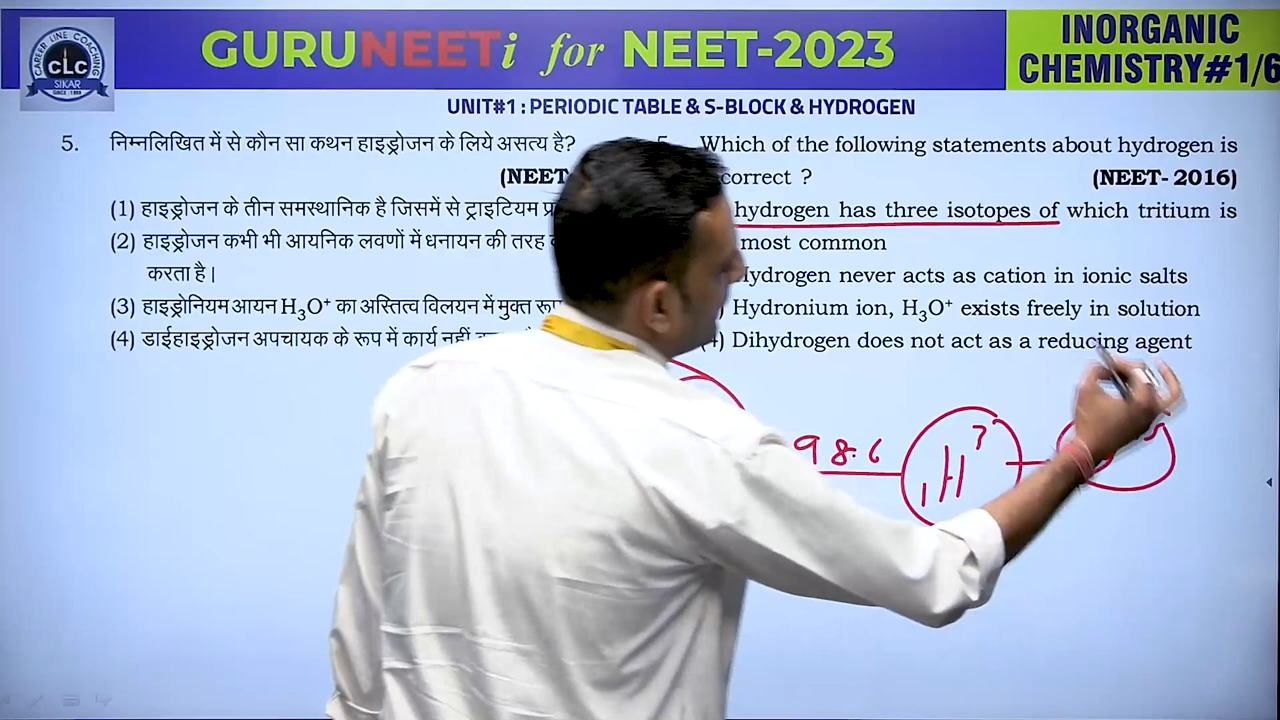 CAREER LINE COACHING
CLC
SIKAR
SINCE : 1996
GURUNEETi for NEET-2023
INORGANIC
CHEMISTRY#1/6
UNIT#1 : PERIODIC TABLE & S-BLOCK & HYDROGEN
5. निम्नलिखित में से कौन सा कथन हाइड्रोजन के लिये असत्य है?
(NEET
(1) हाइड्रोजन के तीन समस्थानिक है जिसमें से ट्राइटियम
(2) हाइड्रोजन कभी भी आयनिक लवणों में धनायन की तरह
करता है।
(3) हाइड्रोनियम आयन H₃O⁺ का अस्तित्व विलयन में मुक्त
(4) डाईहाइड्रोजन अपचायक के रूप में कार्य नहीं
Which of the following statements about hydrogen is
correct ? (NEET- 2016)
hydrogen has three isotopes of which tritium is
most common
Hydrogen never acts as cation in ionic salts
Hydronium ion, H₃O⁺ exists freely in solution
(4) Dihydrogen does not act as a reducing agent
98.6
₁H³